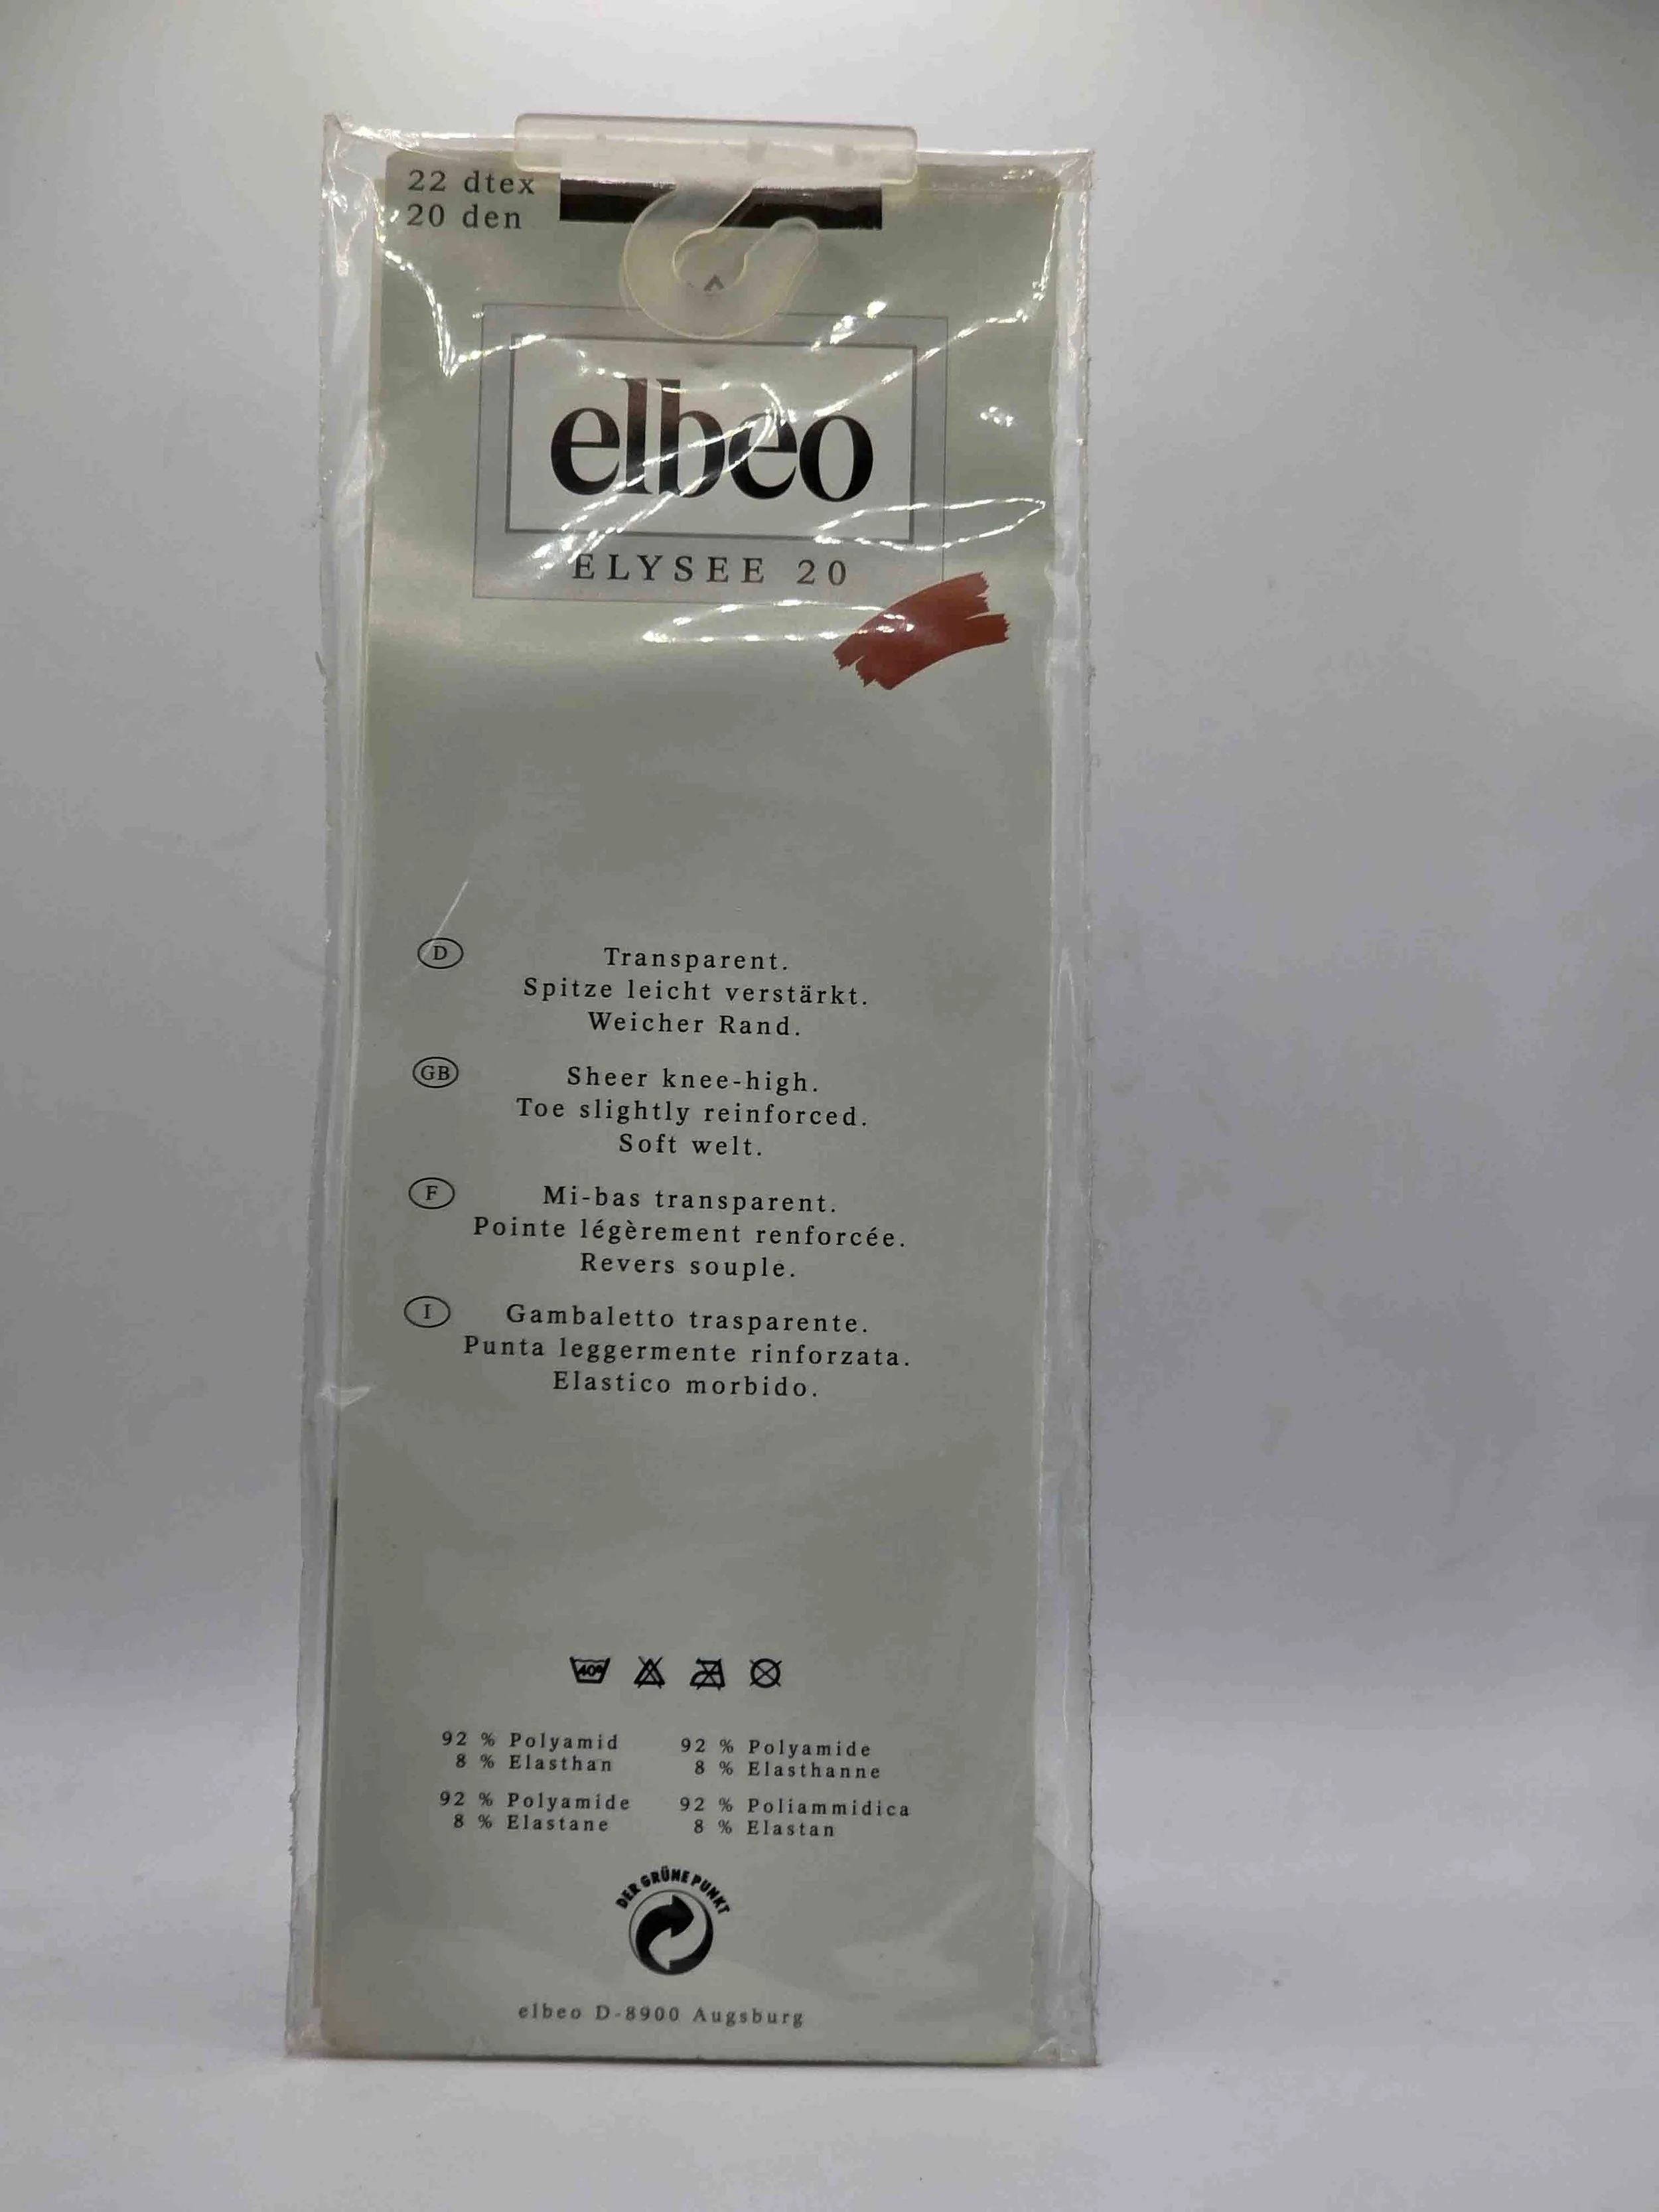 22 dtex
20 den
elbeo
ELYSEE 20
D
Transparent.
Spitze leicht verstärkt.
Weicher Rand.
GB
Sheer knee-high.
Toe slightly reinforced.
Soft welt.
F
Mi-bas transparent.
Pointe légèrement renforcée.
Revers souple.
I
Gambaletto trasparente.
Punta leggermente rinforzata.
Elastico morbido.
40°
92 % Polyamid
8 % Elasthan
92 % Polyamide
8 % Elasthanne
92 % Polyamide
8 % Elastane
92 % Poliammidica
8 % Elastan
DER GRÜNE PUNKT
elbeo D-8900 Augsburg